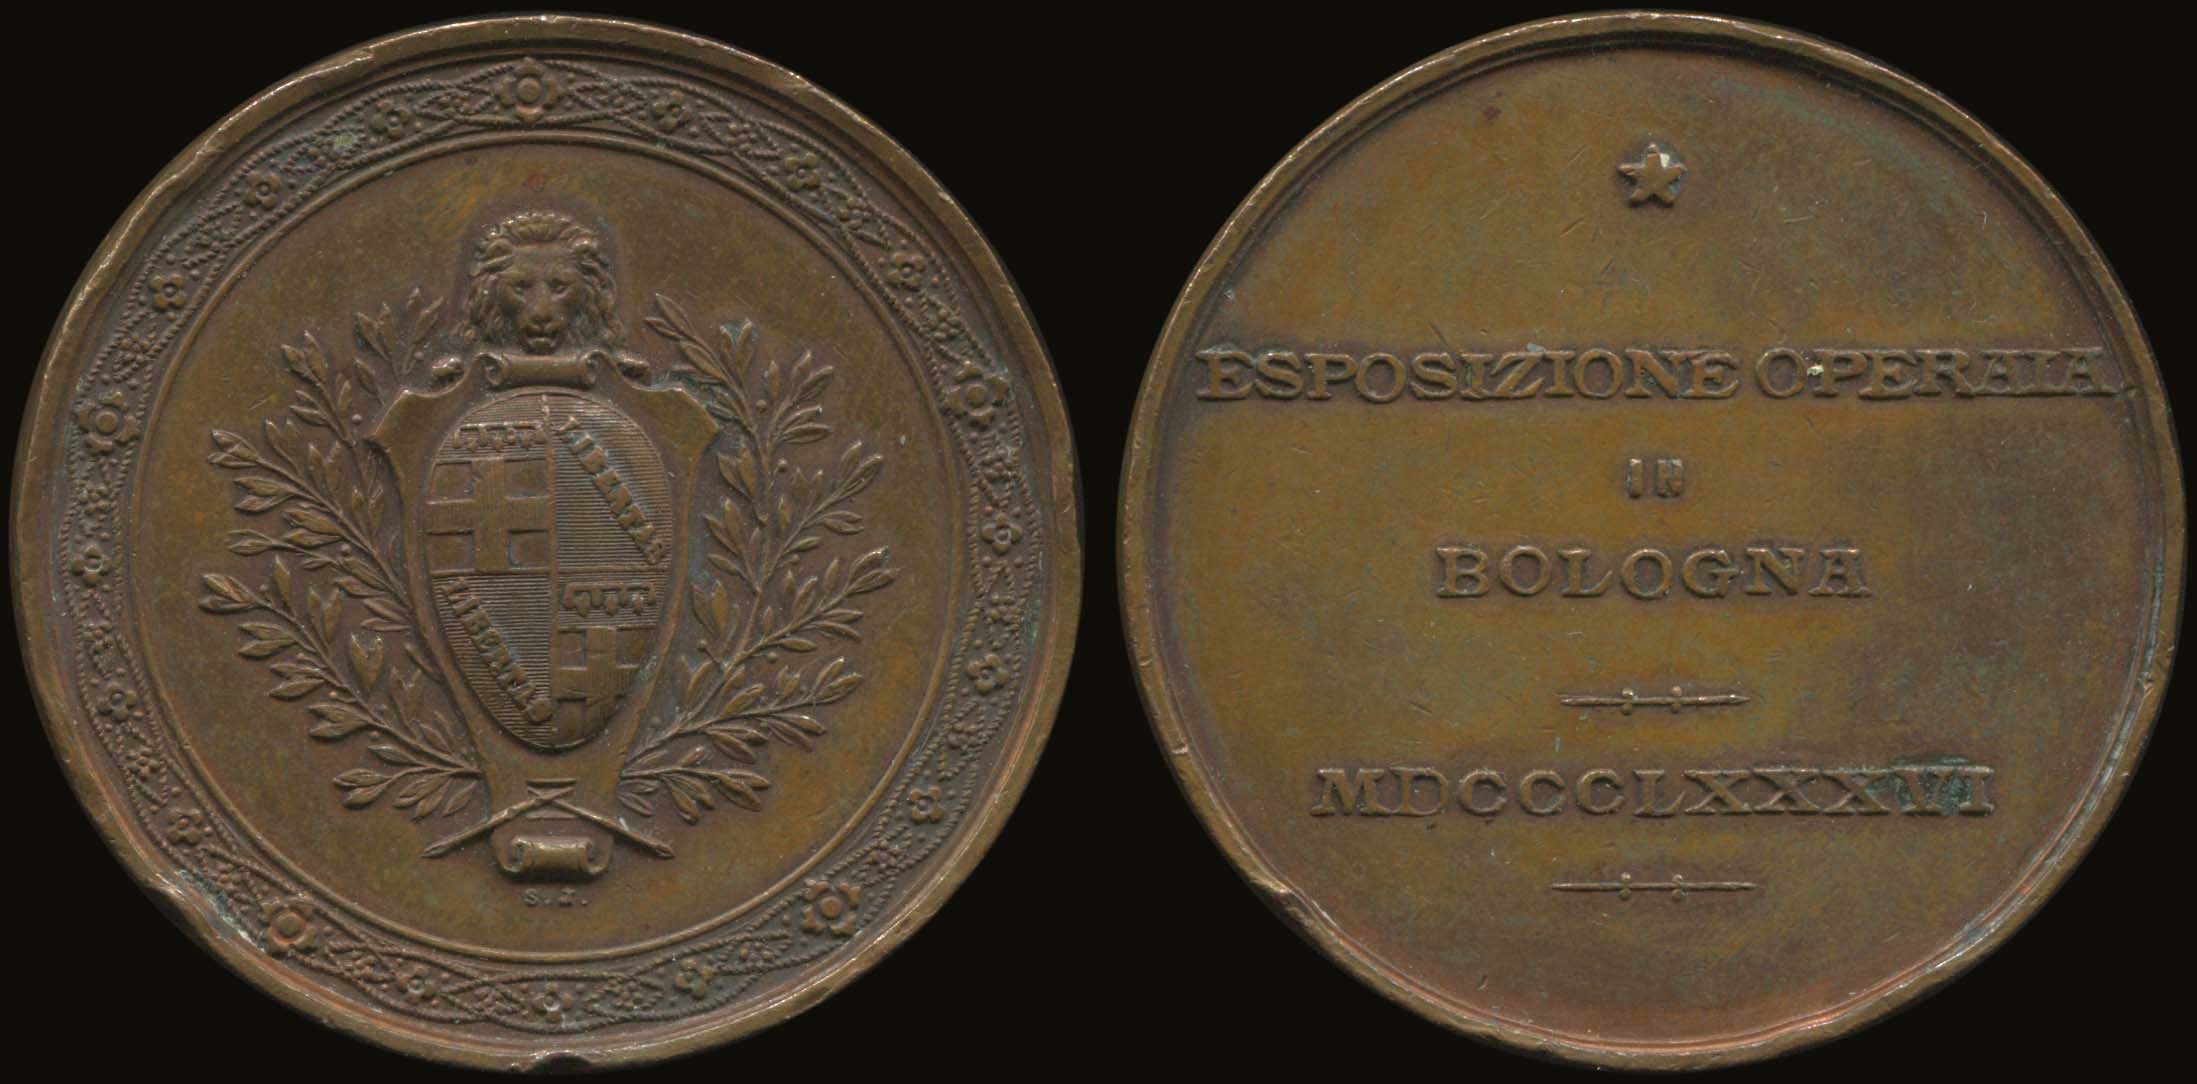 LIBERTAS
LIBERTAS
ESPOSIZIONE OPERAIA
IN
BOLOGNA
MDCCCLXXXVI